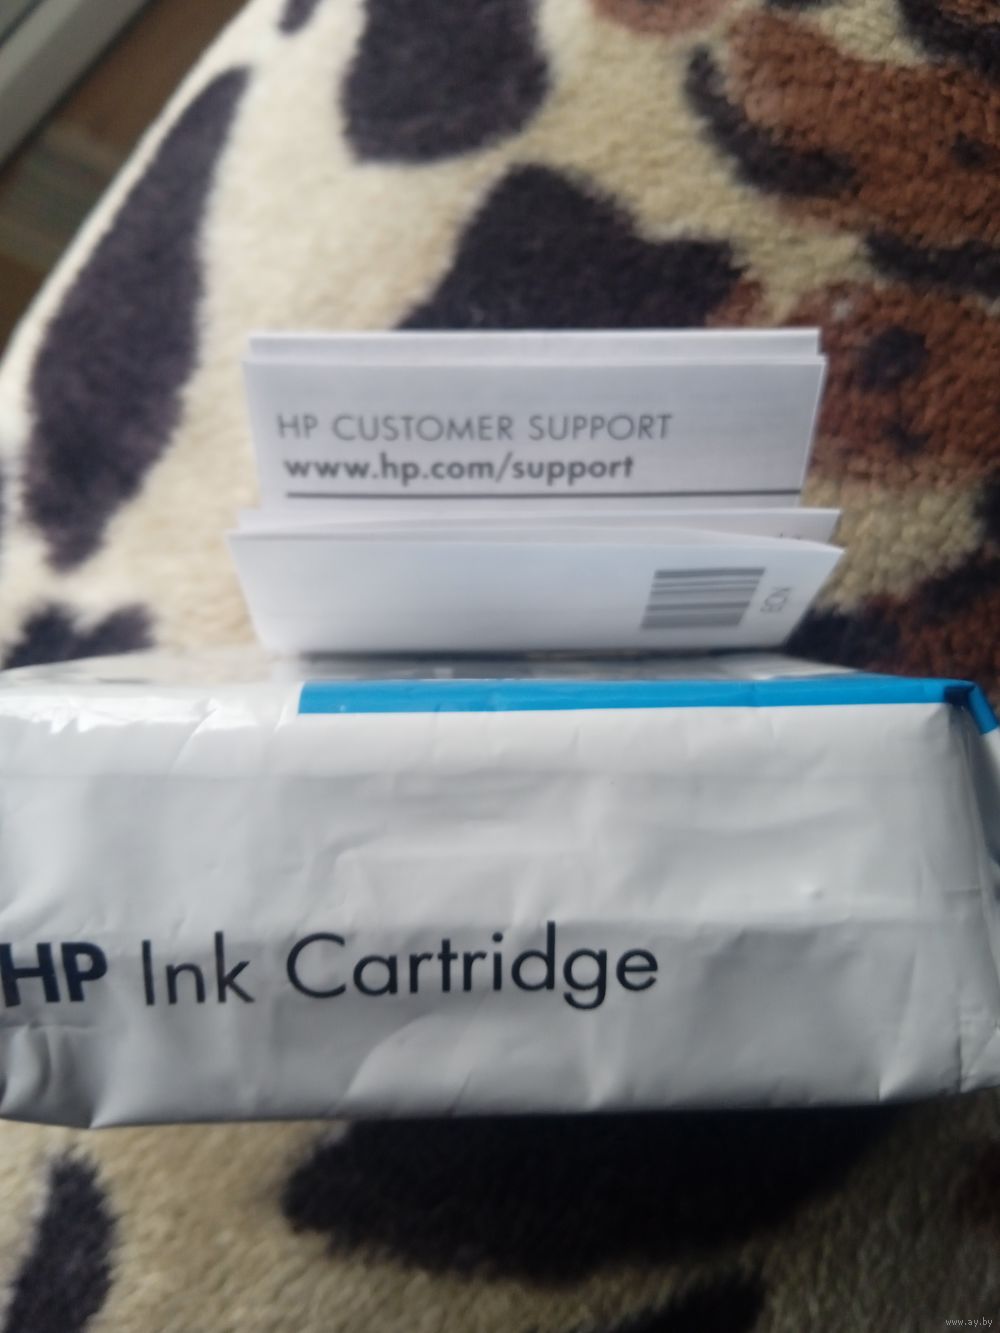 HP CUSTOMER SUPPORT
www.hp.com/support
HP Ink Cartridge
www.ay.by